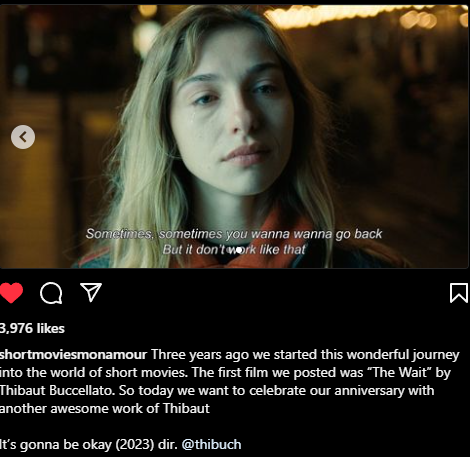 Sometimes, sometimes you wanna wanna go back
But it don't work like that
3,976 likes
shortmoviesmonamour Three years ago we started this wonderful journey
into the world of short movies. The first film we posted was “The Wait” by
Thibaut Buccellato. So today we want to celebrate our anniversary with
another awesome work of Thibaut
It’s gonna be okay (2023) dir. @thibuch